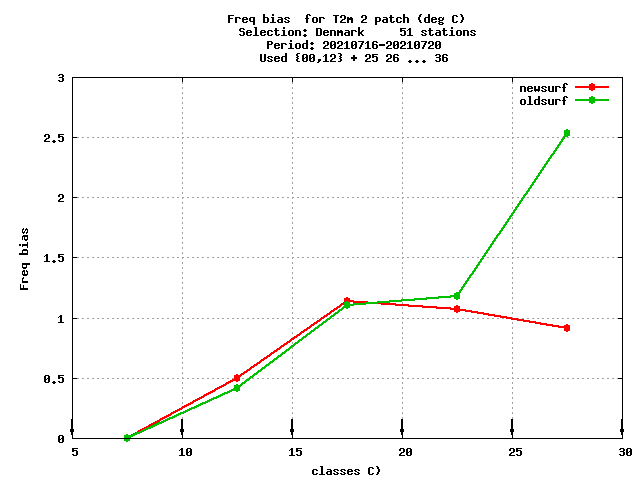 Freq bias  for T2m 2 patch (deg C)
Selection: Denmark     51 stations
Period: 20210716-20210720
Used {00,12} + 25 26 ... 36
newsurf
oldsurf
3
2.5
2
1.5
1
0.5
0
Freq bias
5 10 15 20 25 30
classes C)